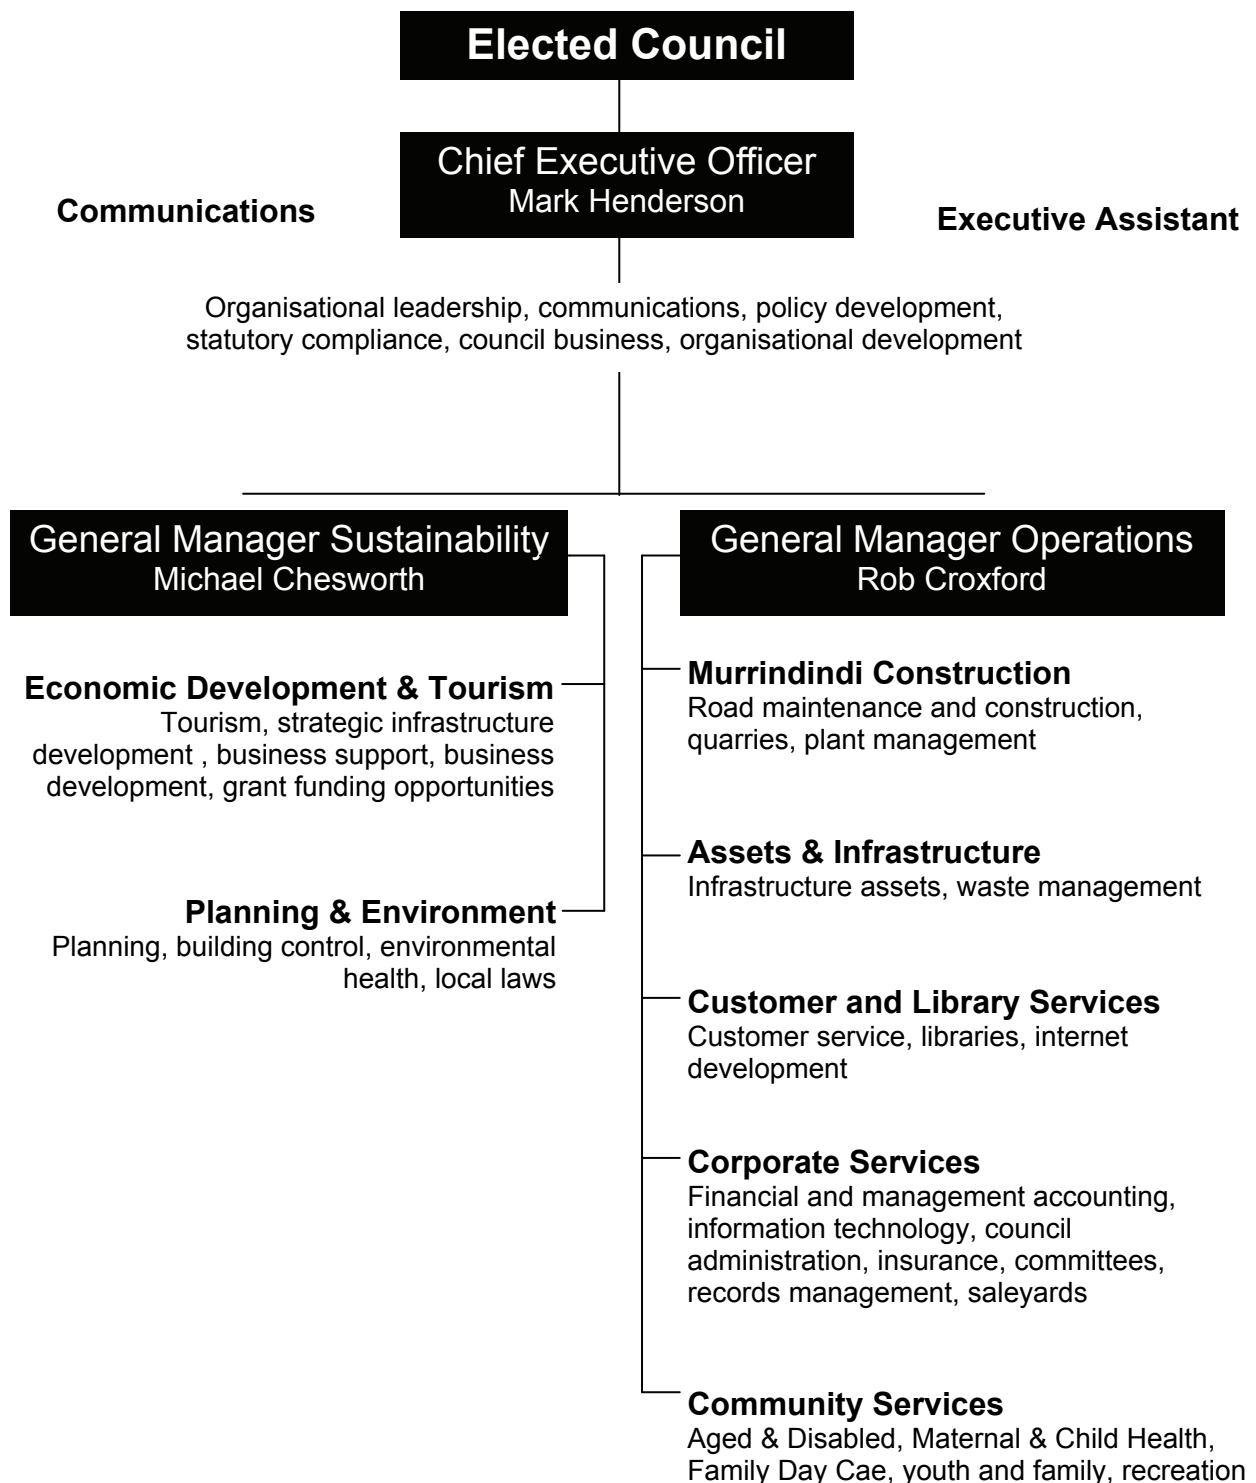 Elected Council
Chief Executive Officer
Mark Henderson
Communications
Executive Assistant
Organisational leadership, communications, policy development,
statutory compliance, council business, organisational development
General Manager Sustainability
Michael Chesworth
Economic Development & Tourism
Tourism, strategic infrastructure
development , business support, business
development, grant funding opportunities
Planning & Environment
Planning, building control, environmental
health, local laws
General Manager Operations
Rob Croxford
Murrindindi Construction
Road maintenance and construction,
quarries, plant management
Assets & Infrastructure
Infrastructure assets, waste management
Customer and Library Services
Customer service, libraries, internet
development
Corporate Services
Financial and management accounting,
information technology, council
administration, insurance, committees,
records management, saleyards
Community Services
Aged & Disabled, Maternal & Child Health,
Family Day Cae, youth and family, recreation